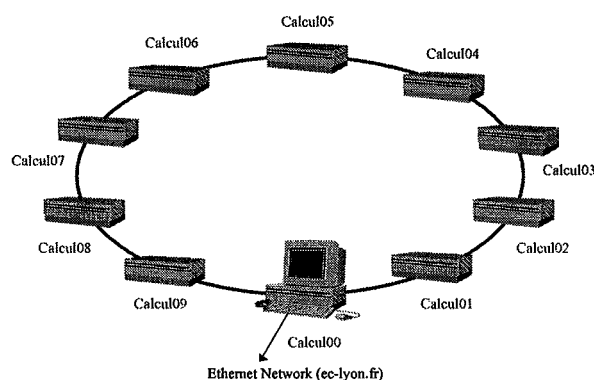 Calcul05
Calcul06
Calcul04
Calcul07
Calcul03
Calcul08
Calcul02
Calcul09
Calcul01
Calcul00
Ethernet Network (ec-lyon.fr)